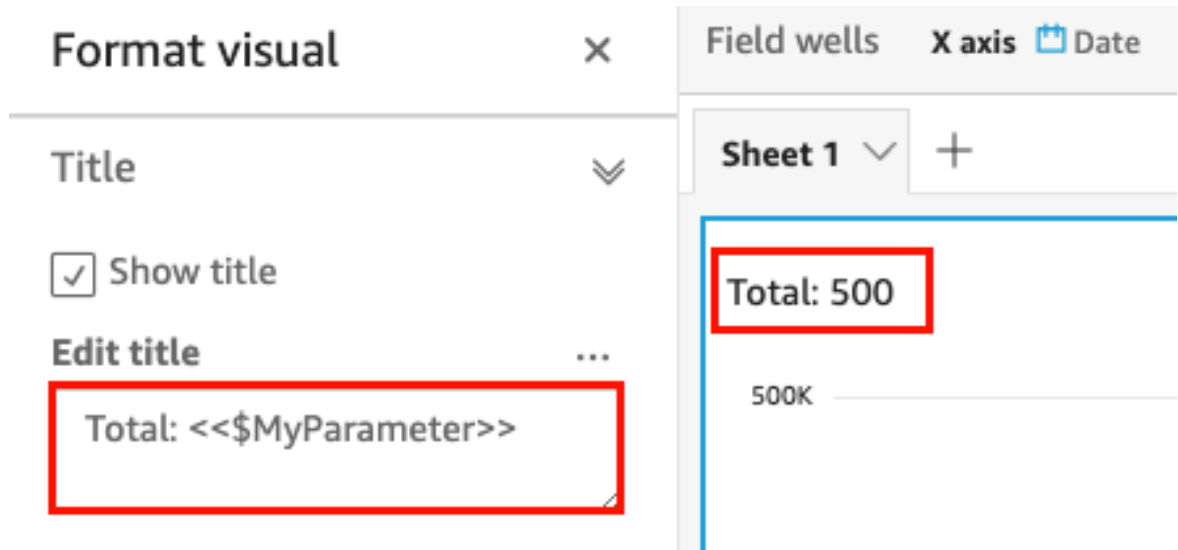 Format visual
Title
Show title
Edit title
Total: <<$MyParameter>>
Field wells X axis Date
Sheet 1
Total: 500
500K